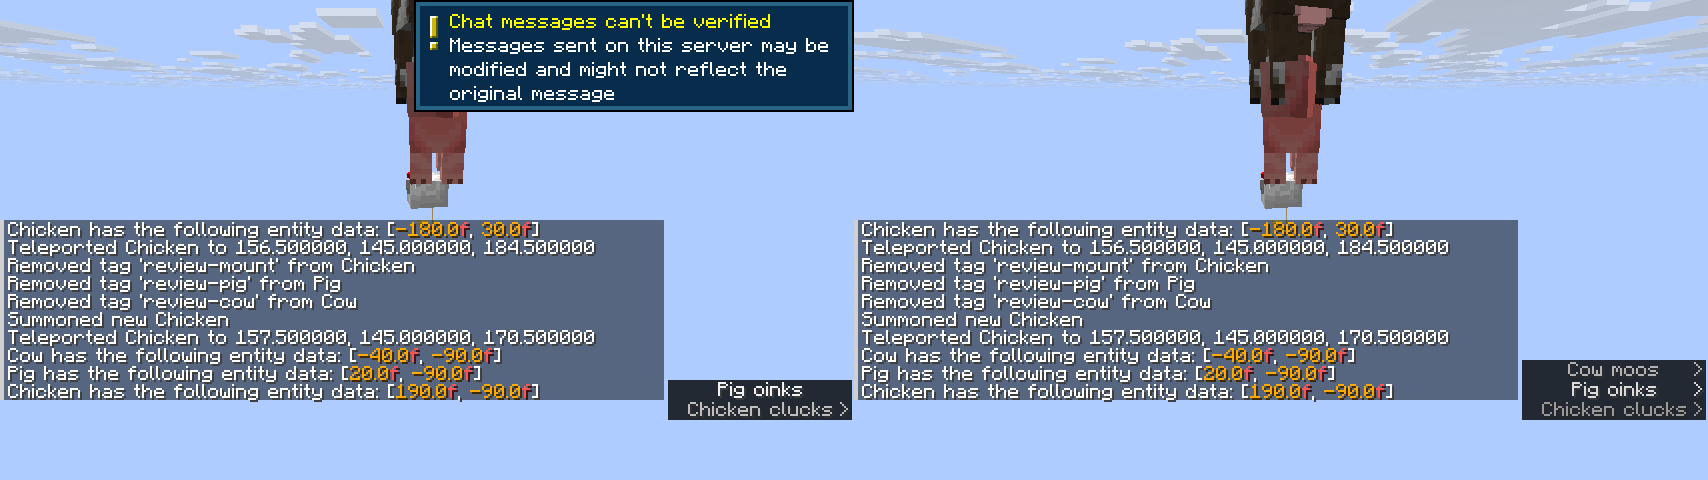 Chat messages can't be verified
Messages sent on this server may be
modified and might not reflect the
original message
Chicken has the following entity data: [-180.0f, 30.0f]
Teleported Chicken to 156.500000, 145.000000, 184.500000
Removed tag 'review-mount' from Chicken
Removed tag 'review-pig' from Pig
Removed tag 'review-cow' from Cow
Summoned new Chicken
Teleported Chicken to 157.500000, 145.000000, 170.500000
Cow has the following entity data: [-40.0f, -90.0f]
Pig has the following entity data: [20.0f, -90.0f]
Chicken has the following entity data: [190.0f, -90.0f]
Pig oinks
Chicken clucks >
Chicken has the following entity data: [-180.0f, 30.0f]
Teleported Chicken to 156.500000, 145.000000, 184.500000
Removed tag 'review-mount' from Chicken
Removed tag 'review-pig' from Pig
Removed tag 'review-cow' from Cow
Summoned new Chicken
Teleported Chicken to 157.500000, 145.000000, 170.500000
Cow has the following entity data: [-40.0f, -90.0f]
Pig has the following entity data: [20.0f, -90.0f]
Chicken has the following entity data: [190.0f, -90.0f]
Cow moos >
Pig oinks >
Chicken clucks >